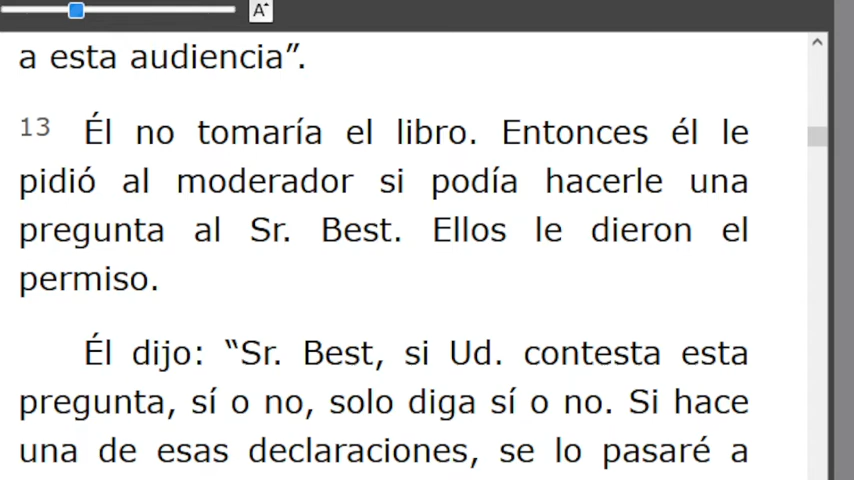 A
a esta audiencia”.
13 Él no tomaría el libro. Entonces él le
pidió al moderador si podía hacerle una
pregunta al Sr. Best. Ellos le dieron el
permiso.
Él dijo: “Sr. Best, si Ud. contesta esta
pregunta, sí o no, solo diga sí o no. Si hace
una de esas declaraciones, se lo pasaré a